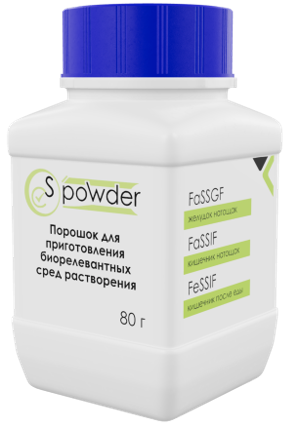 S powder
Порошок для
приготовления
биорелевантных
сред растворения
80 г
FaSSGF
желудок натощак
FaSSIF
кишечник натощак
FeSSIF
кишечник после еды